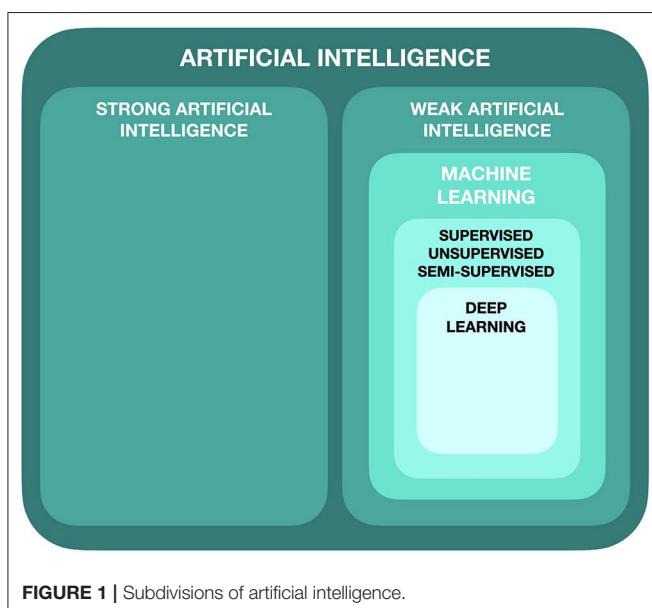 ARTIFICIAL INTELLIGENCE
STRONG ARTIFICIAL
INTELLIGENCE
WEAK ARTIFICIAL
INTELLIGENCE
MACHINE
LEARNING
SUPERVISED
UNSUPERVISED
SEMI-SUPERVISED
DEEP
LEARNING
FIGURE 1 | Subdivisions of artificial intelligence.